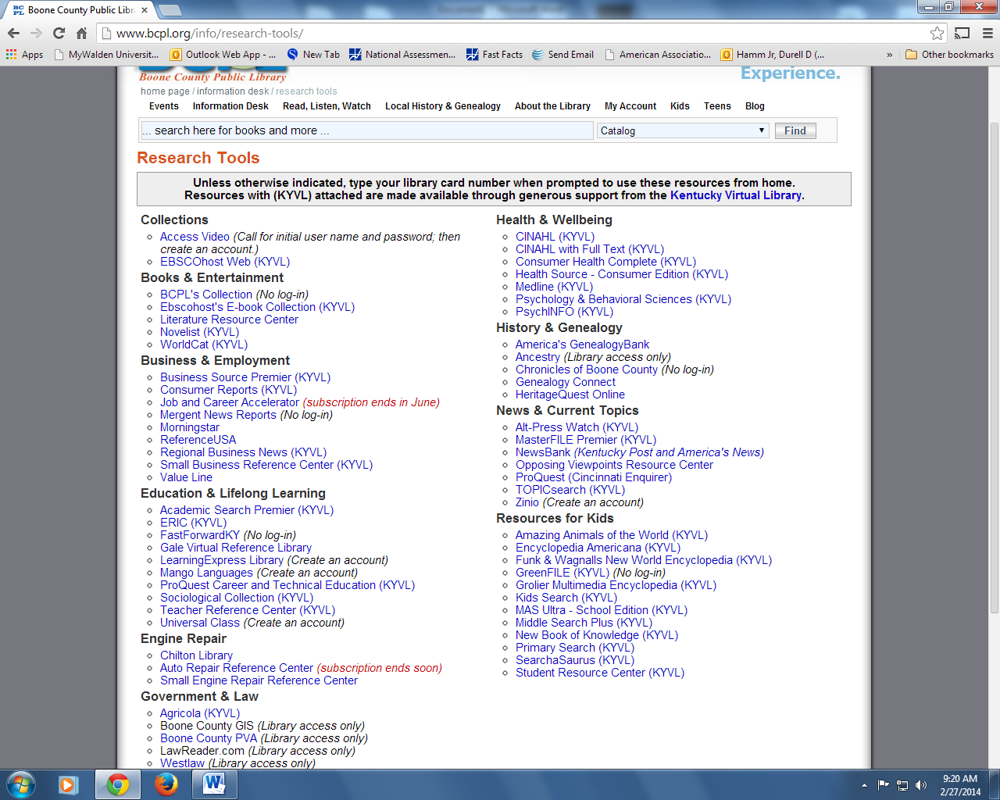 Boone County Public Libr
www.bcpl.org/info/research-tools/
Apps
MyWalden Universit...
Outlook Web App - ...
New Tab
National Assessmen...
Fast Facts
Send Email
American Associatio...
Hamm Jr, Durell D (...
»
Other bookmarks
Boone County Public Library
Experience.
home page / information desk / research tools
Events Information Desk Read, Listen, Watch Local History & Genealogy About the Library My Account Kids Teens Blog
... search here for books and more ... Catalog Find
Research Tools
Unless otherwise indicated, type your library card number when prompted to use these resources from home.
Resources with (KYVL) attached are made available through generous support from the Kentucky Virtual Library.
Collections
Access Video (Call for initial user name and password; then
create an account.)
EBSCOhost Web (KYVL)
Books & Entertainment
BCPL's Collection (No log-in)
Ebscohost's E-book Collection (KYVL)
Literature Resource Center
Novelist (KYVL)
WorldCat (KYVL)
Business & Employment
Business Source Premier (KYVL)
Consumer Reports (KYVL)
Job and Career Accelerator (subscription ends in June)
Mergent News Reports (No log-in)
Morningstar
ReferenceUSA
Regional Business News (KYVL)
Small Business Reference Center (KYVL)
Value Line
Education & Lifelong Learning
Academic Search Premier (KYVL)
ERIC (KYVL)
FastForwardKY (No log-in)
Gale Virtual Reference Library
LearningExpress Library (Create an account)
Mango Languages (Create an account)
ProQuest Career and Technical Education (KYVL)
Sociological Collection (KYVL)
Teacher Reference Center (KYVL)
Universal Class (Create an account)
Engine Repair
Chilton Library
Auto Repair Reference Center (subscription ends soon)
Small Engine Repair Reference Center
Government & Law
Agricola (KYVL)
Boone County GIS (Library access only)
Boone County PVA (Library access only)
LawReader.com (Library access only)
Westlaw (Library access only)
Health & Wellbeing
CINAHL (KYVL)
CINAHL with Full Text (KYVL)
Consumer Health Complete (KYVL)
Health Source - Consumer Edition (KYVL)
Medline (KYVL)
Psychology & Behavioral Sciences (KYVL)
PsychINFO (KYVL)
History & Genealogy
America's GenealogyBank
Ancestry (Library access only)
Chronicles of Boone County (No log-in)
Genealogy Connect
HeritageQuest Online
News & Current Topics
Alt-Press Watch (KYVL)
MasterFILE Premier (KYVL)
NewsBank (Kentucky Post and America's News)
Opposing Viewpoints Resource Center
ProQuest (Cincinnati Enquirer)
TOPICsearch (KYVL)
Zinio (Create an account)
Resources for Kids
Amazing Animals of the World (KYVL)
Encyclopedia Americana (KYVL)
Funk & Wagnalls New World Encyclopedia (KYVL)
GreenFILE (KYVL) (No log-in)
Grolier Multimedia Encyclopedia (KYVL)
Kids Search (KYVL)
MAS Ultra - School Edition (KYVL)
Middle Search Plus (KYVL)
New Book of Knowledge (KYVL)
Primary Search (KYVL)
SearchaSaurus (KYVL)
Student Resource Center (KYVL)
9:20 AM
2/27/2014